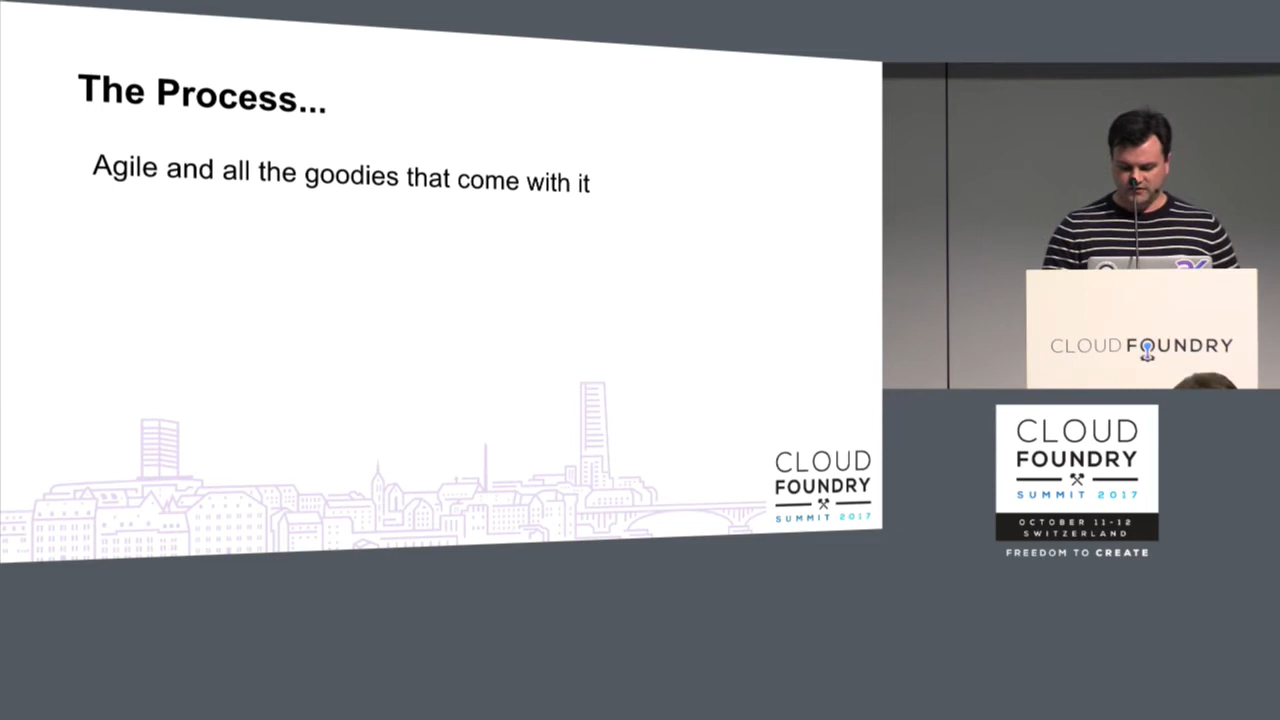 The Process...
Agile and all the goodies that come with it
CLOUD
FOUNDRY
SUMMIT 2017
CLOUD FOUNDRY
CLOUD
FOUNDRY
SUMMIT 2017
OCTOBER 11-12
SWITZERLAND
FREEDOM TO CREATE